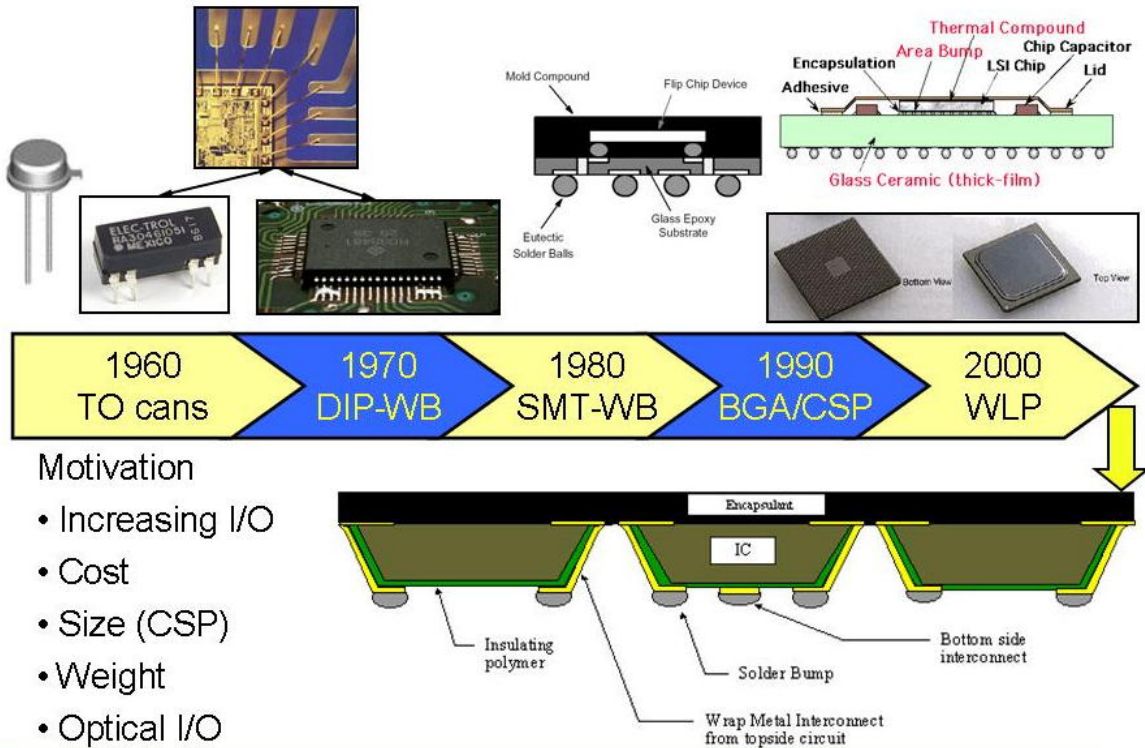 Mold Compound
Flip Chip Device
Eutectic
Solder Balls
Glass Epoxy
Substrate
Thermal Compound
Area Bump
Chip Capacitor
Encapsulation
LSI Chip
Lid
Adhesive
Glass Ceramic (thick-film)
ELEC-TROL
RA30461051
MEXICO
8617
Bottom View
Top View
1960
TO cans
1970
DIP-WB
1980
SMT-WB
1990
BGA/CSP
2000
WLP
Motivation
• Increasing I/O
• Cost
• Size (CSP)
• Weight
• Optical I/O
Encapsulant
IC
Insulating
polymer
Solder Bump
Bottom side
interconnect
Wrap Metal Interconnect
from topside circuit